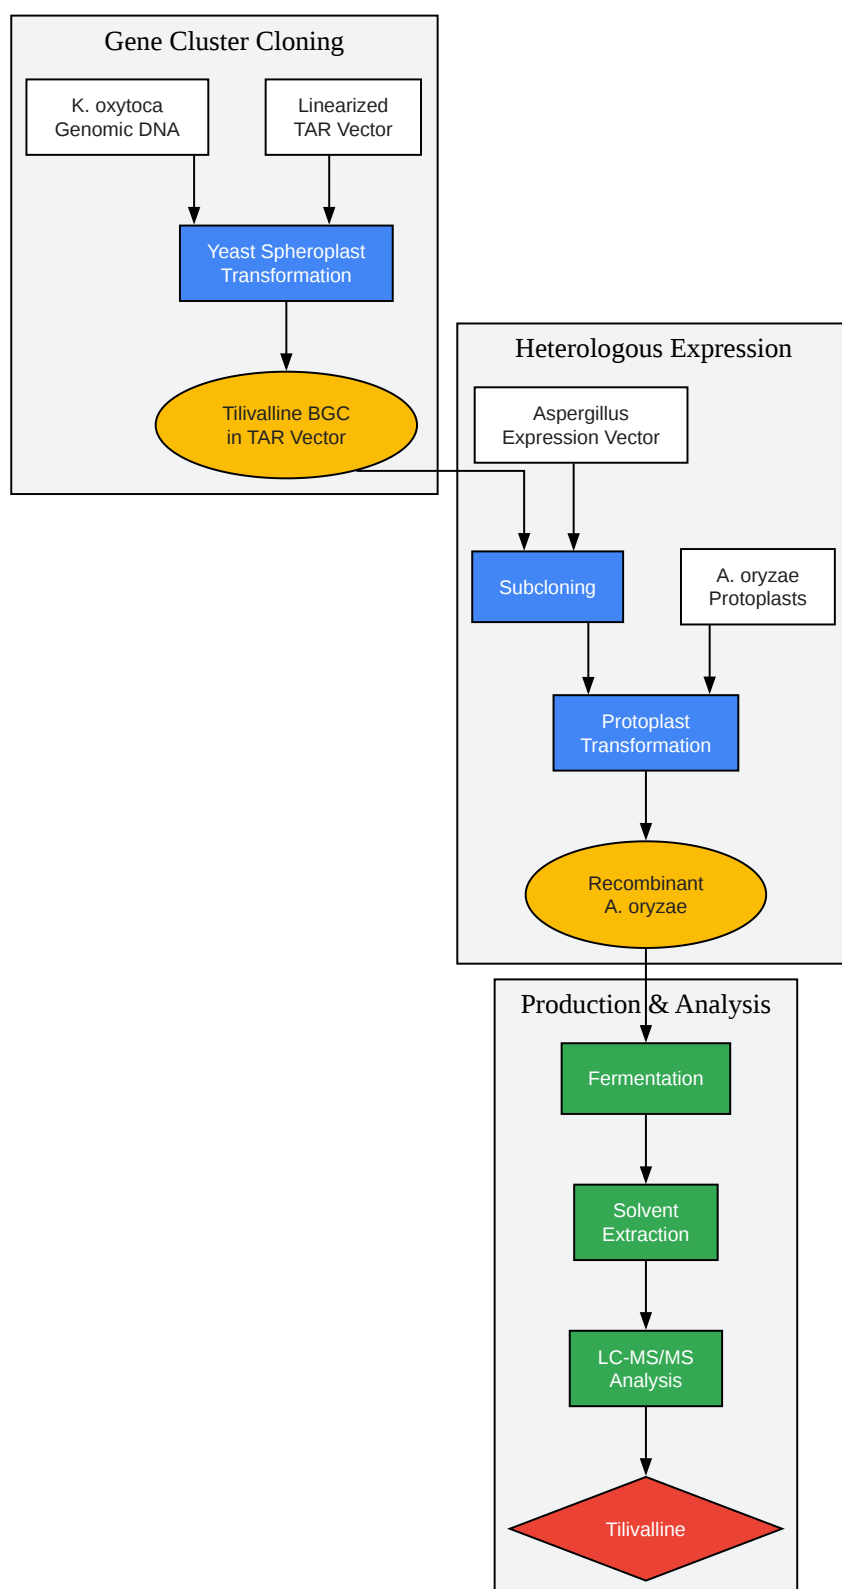 Gene Cluster Cloning
K. oxytoca
Genomic DNA
Linearized
TAR Vector
Yeast Spheroplast
Transformation
Tilivalline BGC
in TAR Vector
Heterologous Expression
Aspergillus
Expression Vector
Subcloning
A. oryzae
Protoplasts
Protoplast
Transformation
Recombinant
A. oryzae
Production & Analysis
Fermentation
Solvent
Extraction
LC-MS/MS
Analysis
Tilivalline